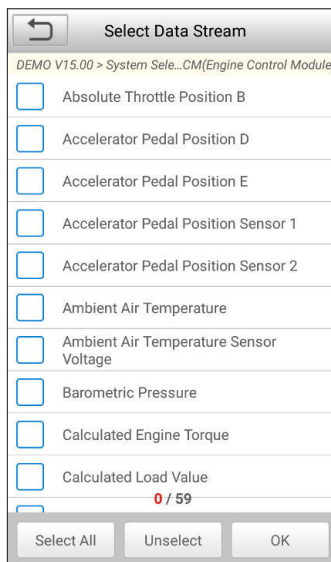 Select Data Stream
DEMO V15.00 > System Sele...CM(Engine Control Module
Absolute Throttle Position B
Accelerator Pedal Position D
Accelerator Pedal Position E
Accelerator Pedal Position Sensor 1
Accelerator Pedal Position Sensor 2
Ambient Air Temperature
Ambient Air Temperature Sensor
Voltage
Barometric Pressure
Calculated Engine Torque
Calculated Load Value
0 / 59
Select All
Unselect
OK